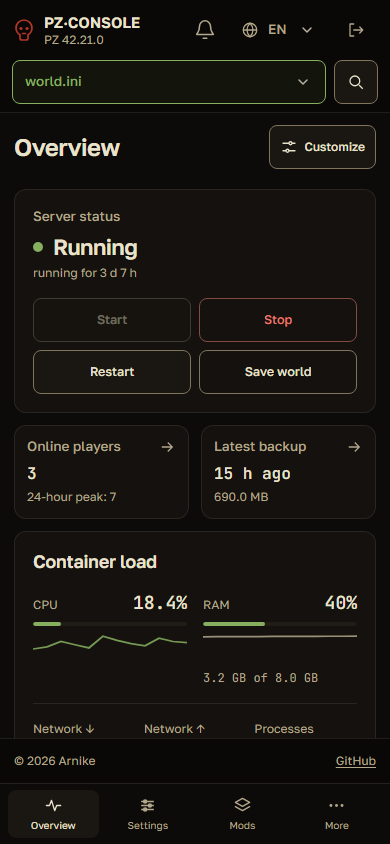 PZ·CONSOLE
PZ 42.21.0
EN
world.ini
Overview
Customize
Server status
Running
running for 3 d 7 h
Start
Stop
Restart
Save world
Online players
3
24-hour peak: 7
Latest backup
15 h ago
690.0 MB
Container load
CPU 18.4%
RAM 40%
3.2 GB of 8.0 GB
Network ↓ Network ↑ Processes
© 2026 Arnike GitHub
Overview Settings Mods More